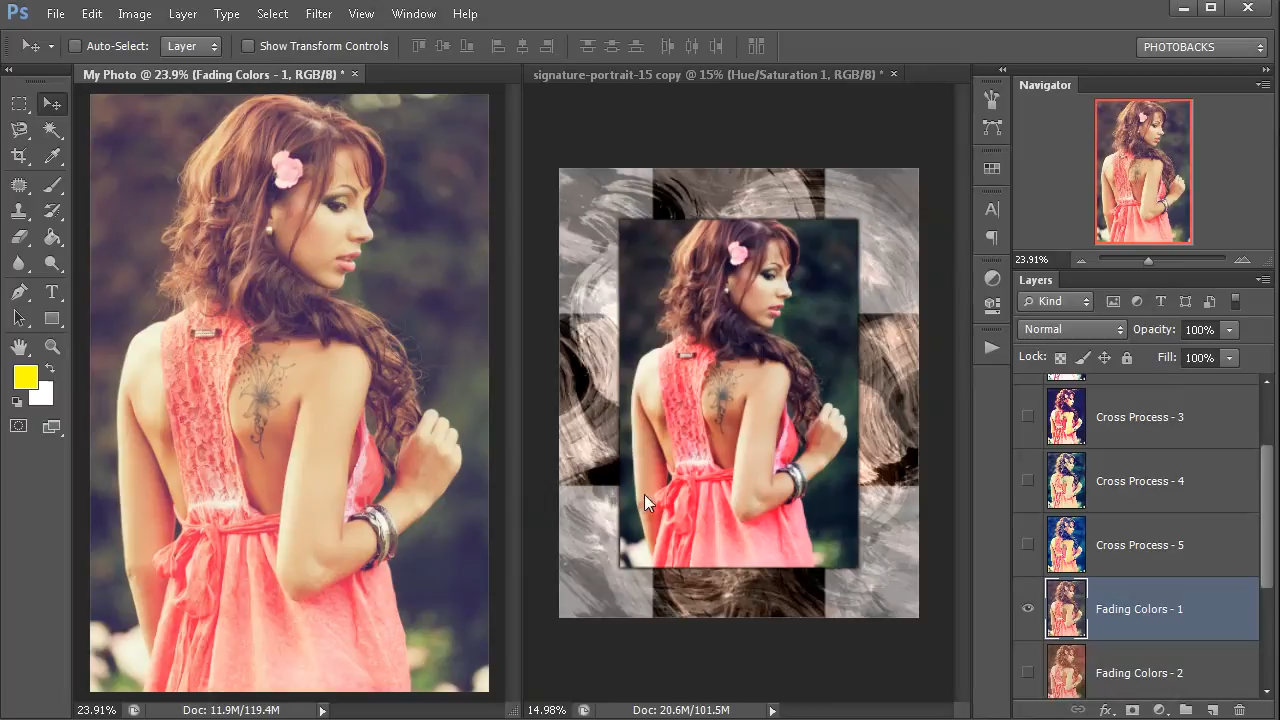 Ps File Edit Image Layer Type Select Filter View Window Help
Auto-Select: Layer Show Transform Controls PHOTOBACKS
My Photo @ 23.9% (Fading Colors - 1, RGB/8) * ×
signature-portrait-15 copy @ 15% (Hue/Saturation 1, RGB/8) * ×
Navigator
23.91%
Layers
Kind
Normal Opacity: 100%
Lock: Fill: 100%
Cross Process - 3
Cross Process - 4
Cross Process - 5
Fading Colors - 1
Fading Colors - 2
23.91% Doc: 11.9M/119.4M
14.98% Doc: 20.6M/101.5M